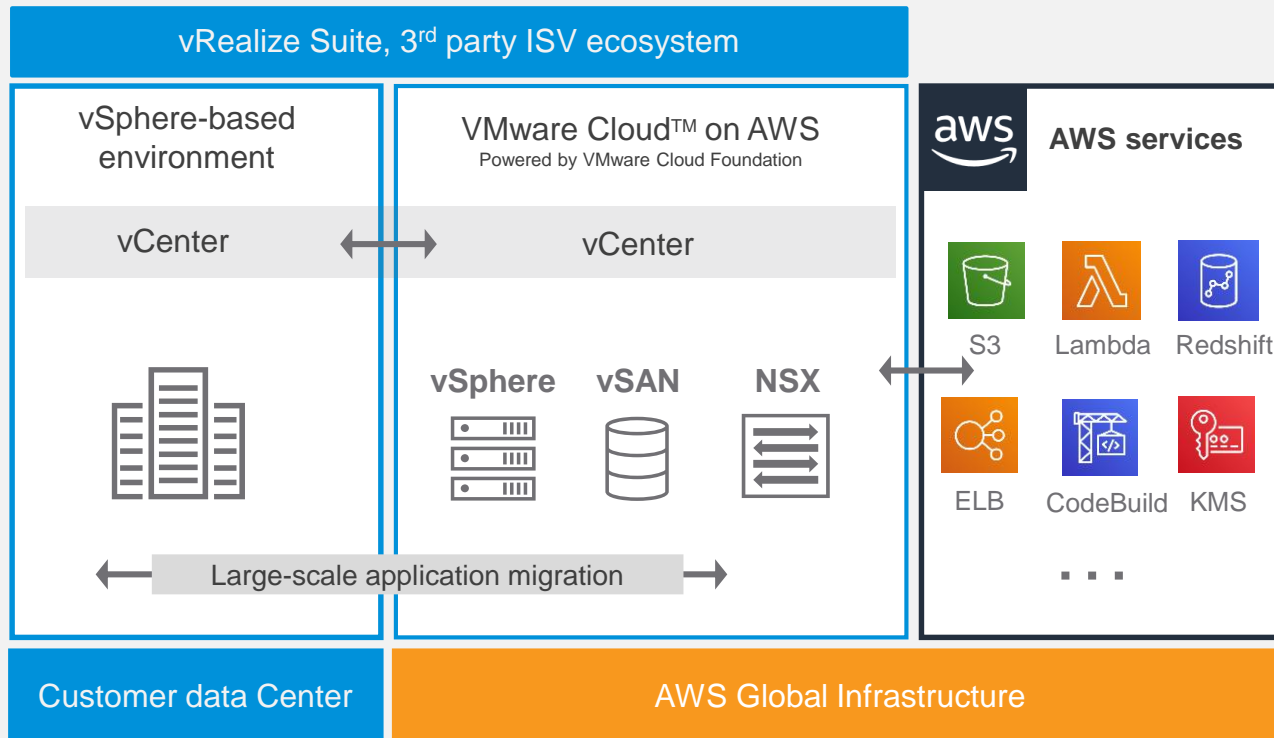 vRealize Suite, 3rd party ISV ecosystem
vSphere-based
environment
VMware Cloud™ on AWS
Powered by VMware Cloud Foundation
aws
AWS services
vCenter
vCenter
S3
Lambda
Redshift
vSphere
vSAN
NSX
</>
ELB
CodeBuild
KMS
Large-scale application migration
...
Customer data Center
AWS Global Infrastructure